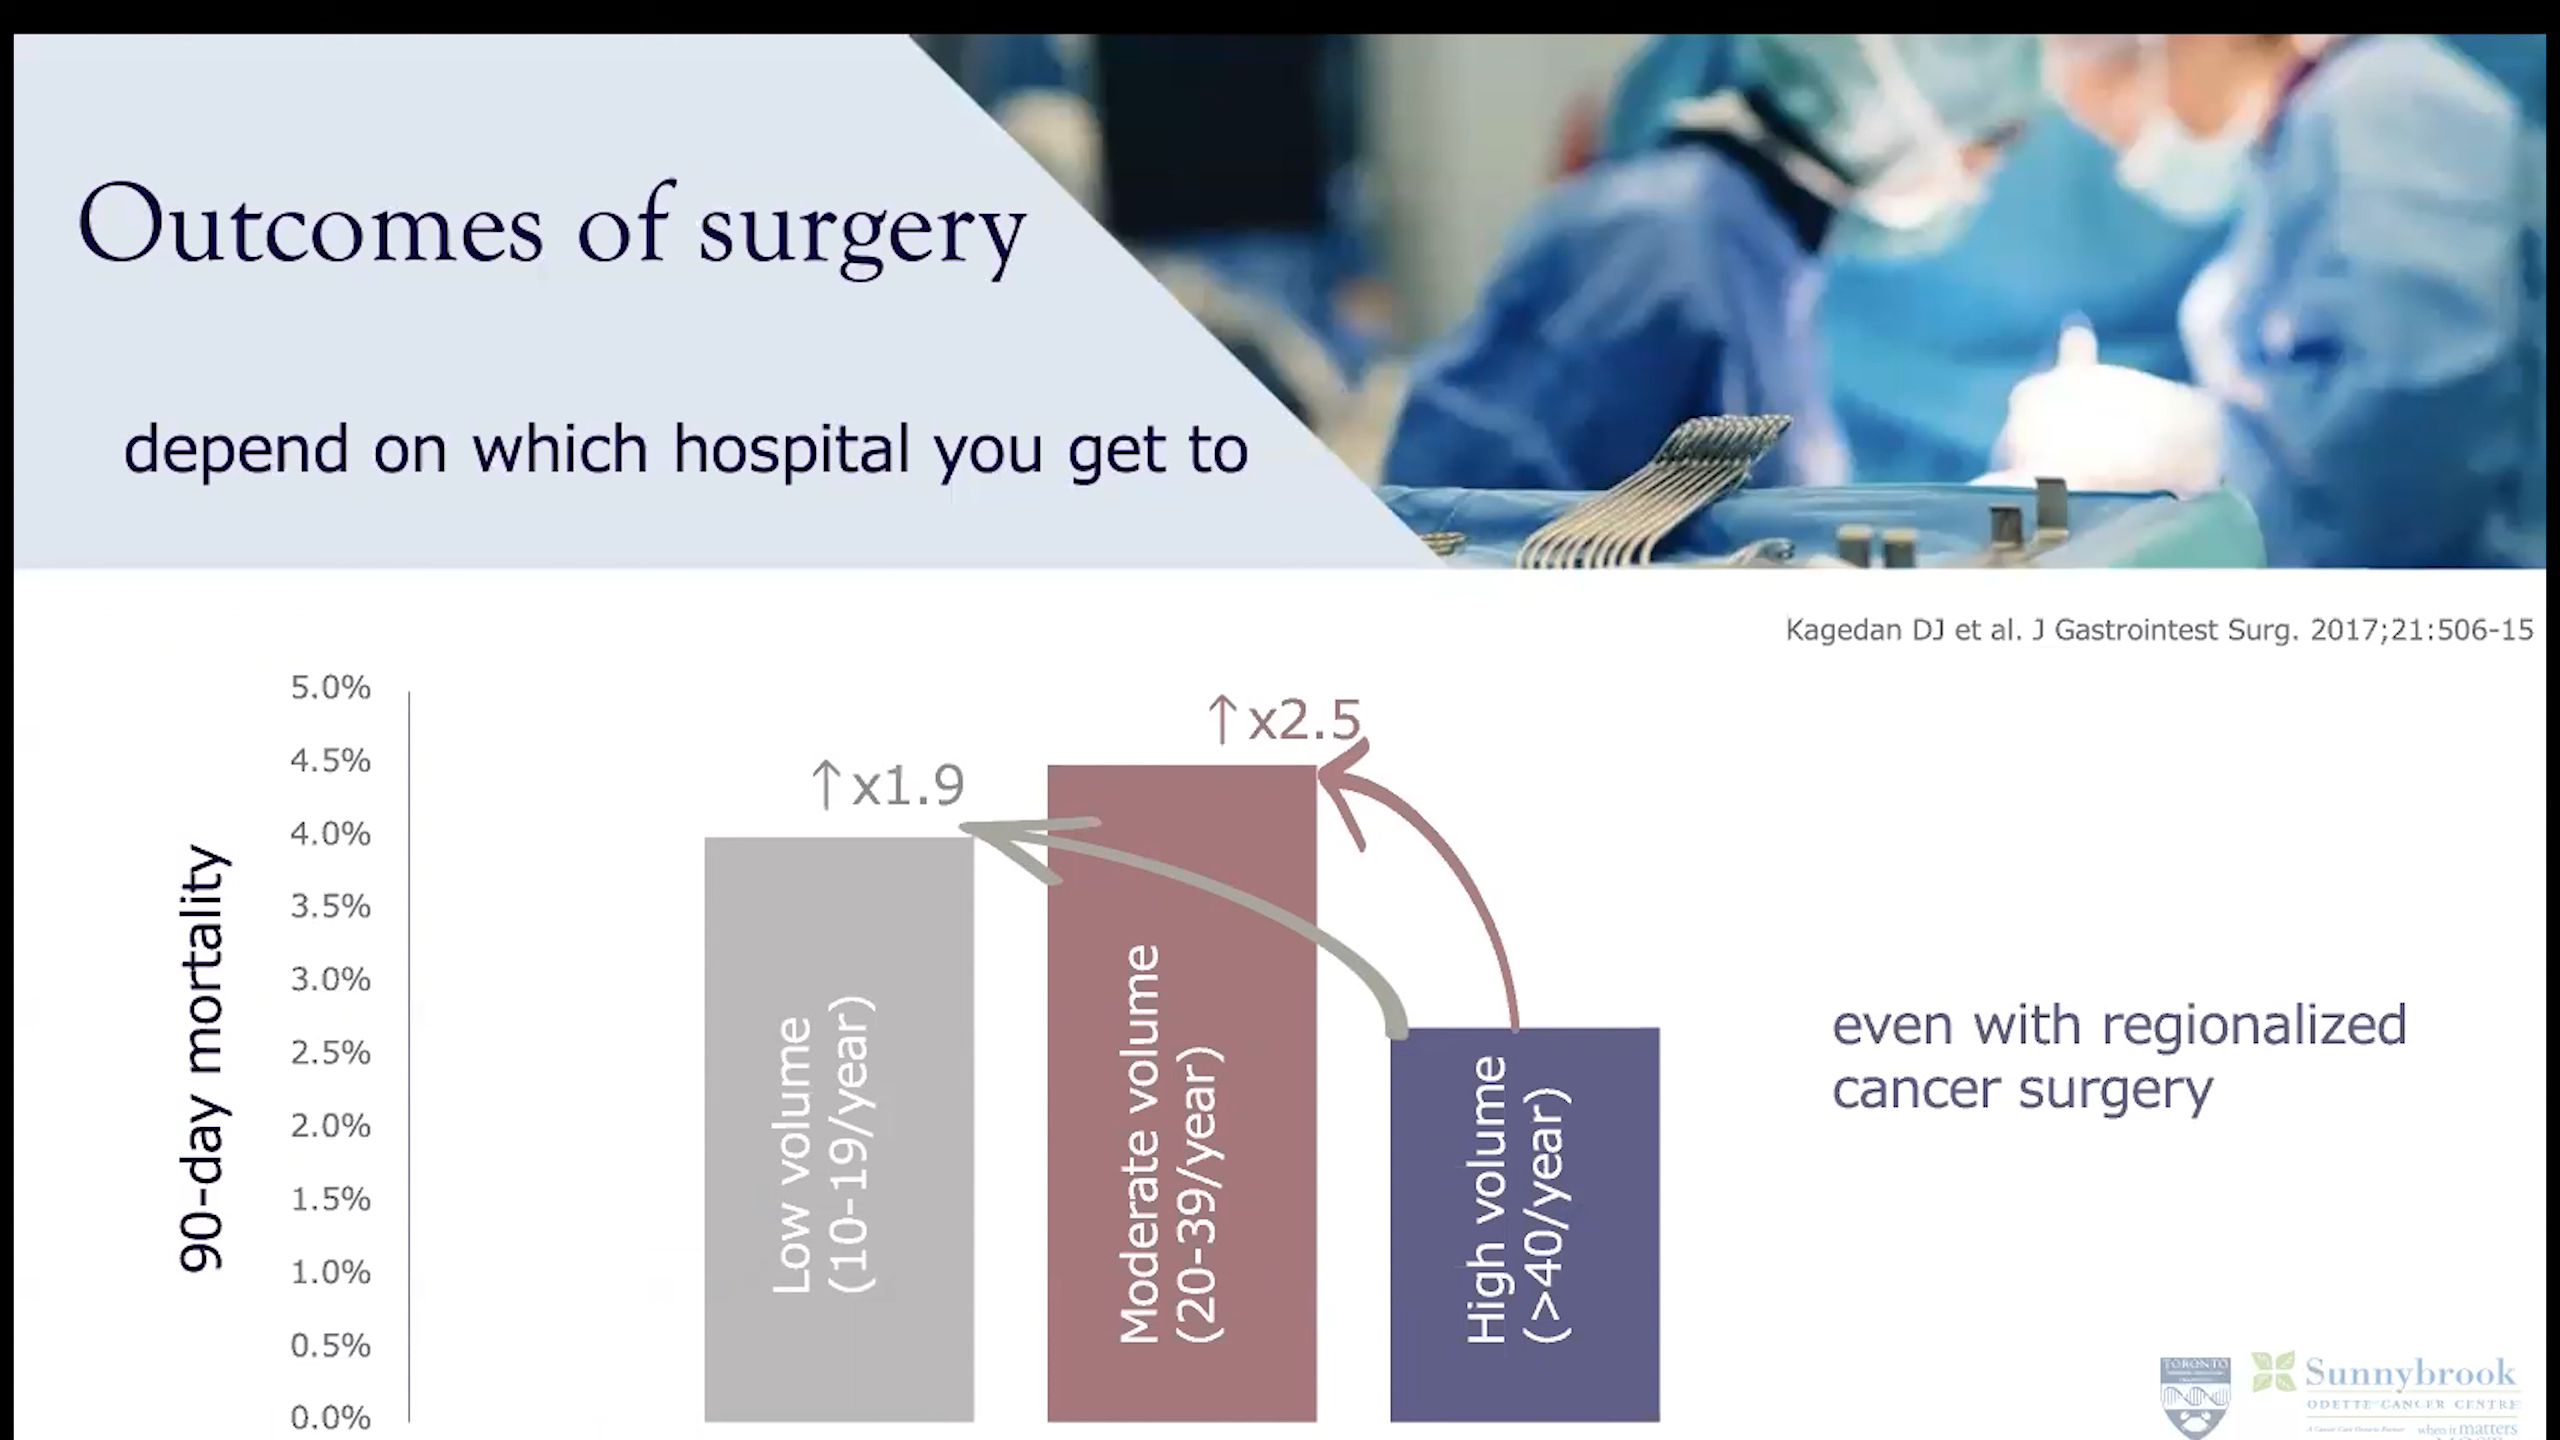 Outcomes of surgery
depend on which hospital you get to
Kagedan DJ et al. J Gastrointest Surg. 2017;21:506-15
5.0%
4.5%
4.0%
3.5%
3.0%
2.5%
2.0%
1.5%
1.0%
0.5%
0.0%
90-day mortality
↑x1.9
↑x2.5
Low volume
(10-19/year)
Moderate volume
(20-39/year)
High volume
(>40/year)
even with regionalized
cancer surgery
TORONTO
Sunnybrook
ODETTE CANCER CENTRE
when it matters